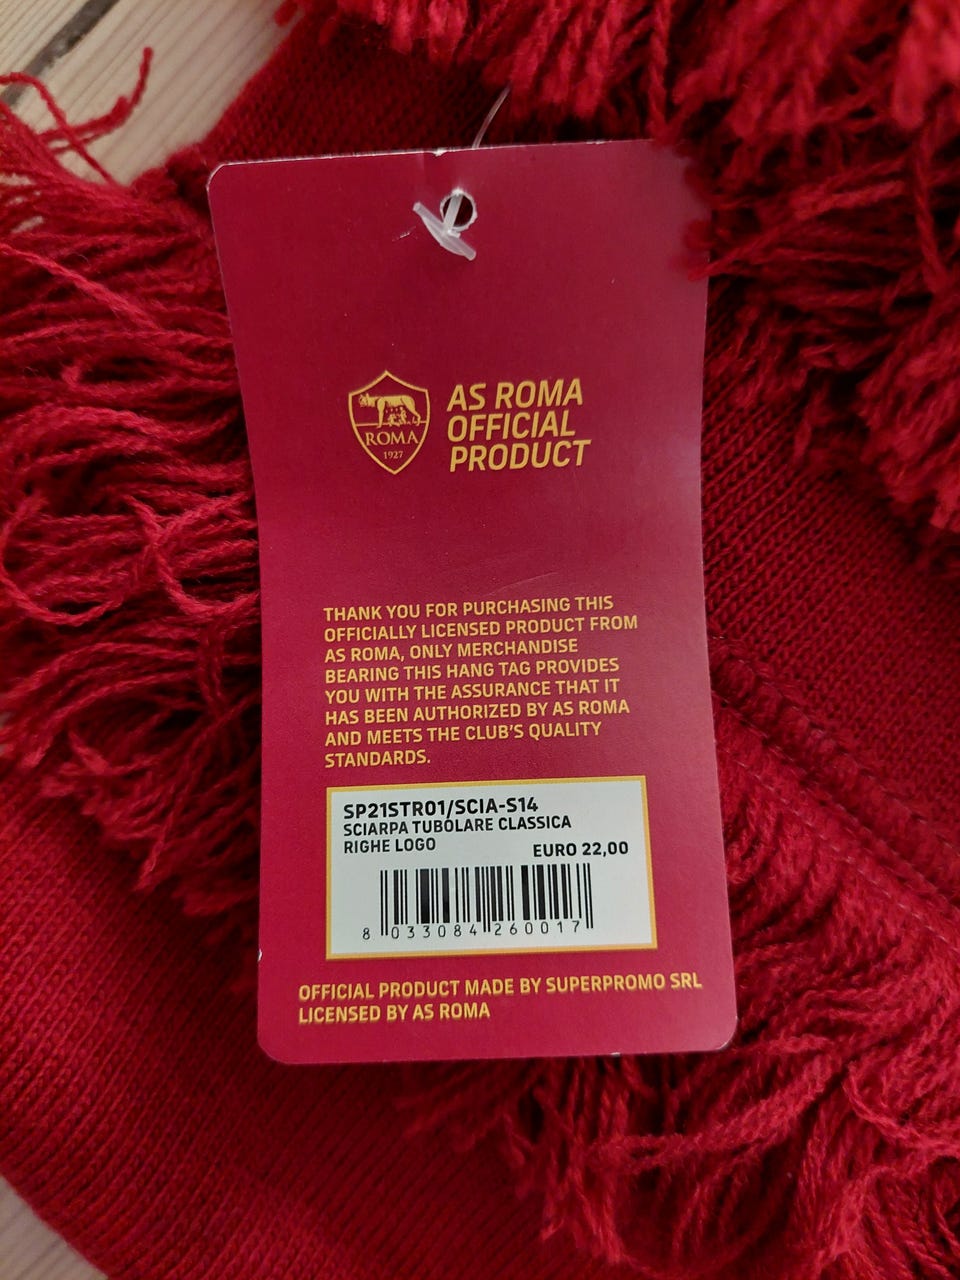 ROMA
1927
AS ROMA
OFFICIAL
PRODUCT
THANK YOU FOR PURCHASING THIS
OFFICIALLY LICENSED PRODUCT FROM
AS ROMA, ONLY MERCHANDISE
BEARING THIS HANG TAG PROVIDES
YOU WITH THE ASSURANCE THAT IT
HAS BEEN AUTHORIZED BY AS ROMA
AND MEETS THE CLUB'S QUALITY
STANDARDS.
SP21STR01/SCIA-S14
SCIARPA TUBOLARE CLASSICA
RIGHE LOGO
EURO 22,00
8 033084 260017
OFFICIAL PRODUCT MADE BY SUPERPROMO SRL
LICENSED BY AS ROMA